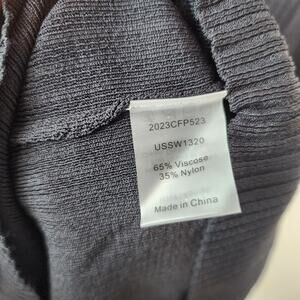 2023CFP523
USSW1320
65% Viscose
35% Nylon
Made in China